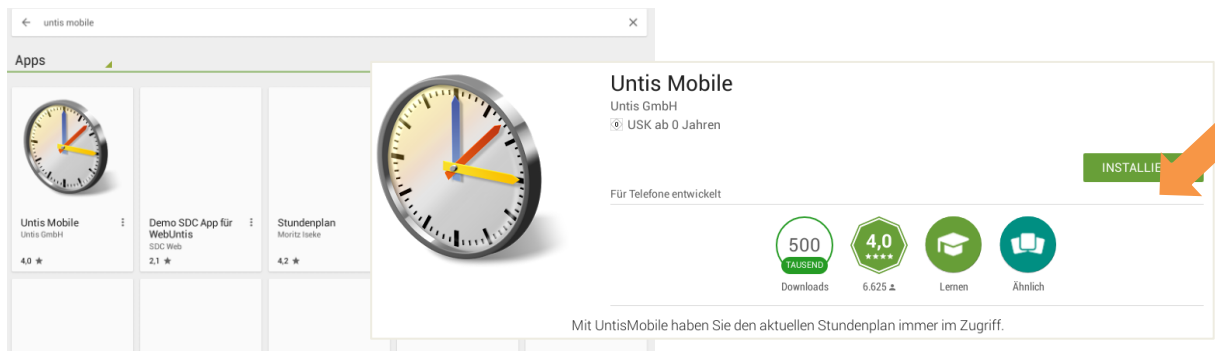 untis mobile
Apps
Untis Mobile
Untis GmbH
4,0 ★
Demo SDC App für
WebUntis
SDC Web
2,1 ★
Stundenplan
Moritz Iseke
4,2 ★
Untis Mobile
Untis GmbH
0 USK ab 0 Jahren
Für Telefone entwickelt
500
TAUSEND
Downloads
4,0
★★★★
6.625
Lernen
Ähnlich
Mit UntisMobile haben Sie den aktuellen Stundenplan immer im Zugriff.